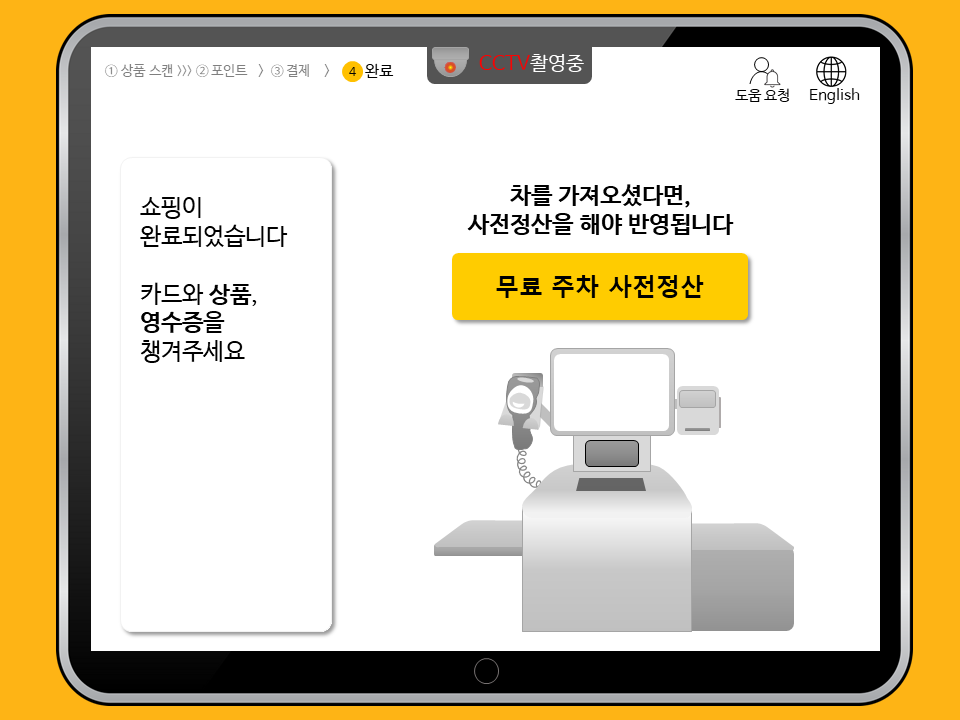 ① 상품 스캔 〉〉〉 ② 포인트 〉 ③ 결제 〉 4 완료
CCTV촬영중
도움 요청
English
쇼핑이
완료되었습니다
카드와 상품,
영수증을
챙겨주세요
차를 가져오셨다면,
사전정산을 해야 반영됩니다
무료 주차 사전정산